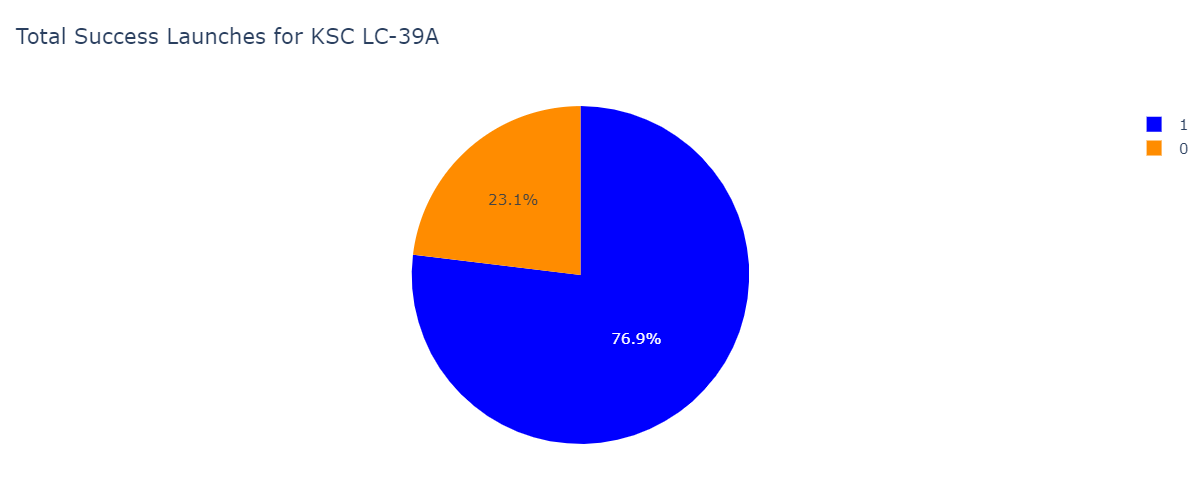 Total Success Launches for KSC LC-39A
1
0
23.1%
76.9%